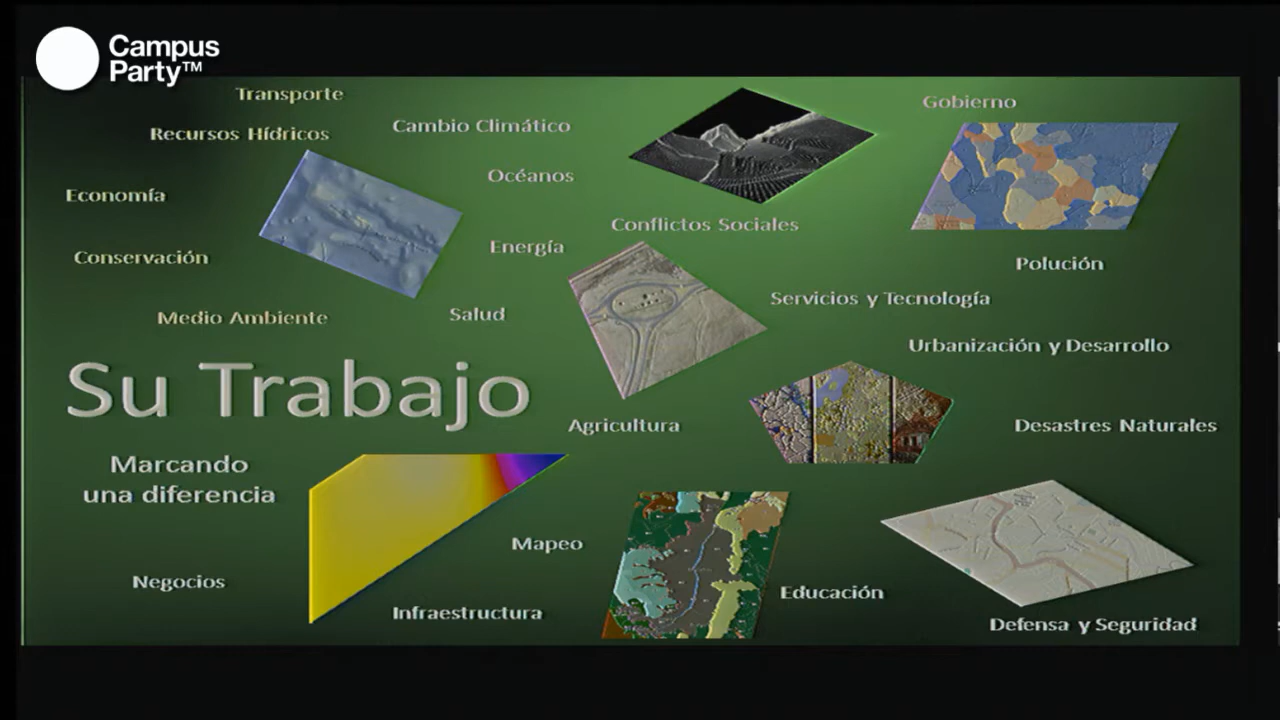 Campus
Party™
Transporte
Gobierno
Cambio Climático
Recursos Hídricos
Océanos
Economía
Conflictos Sociales
Energía
Conservación
Polución
Servicios y Tecnología
Salud
Medio Ambiente
Urbanización y Desarrollo
Su Trabajo
Agricultura
Desastres Naturales
Marcando
una diferencia
Mapeo
Negocios
Educación
Infraestructura
Defensa y Seguridad